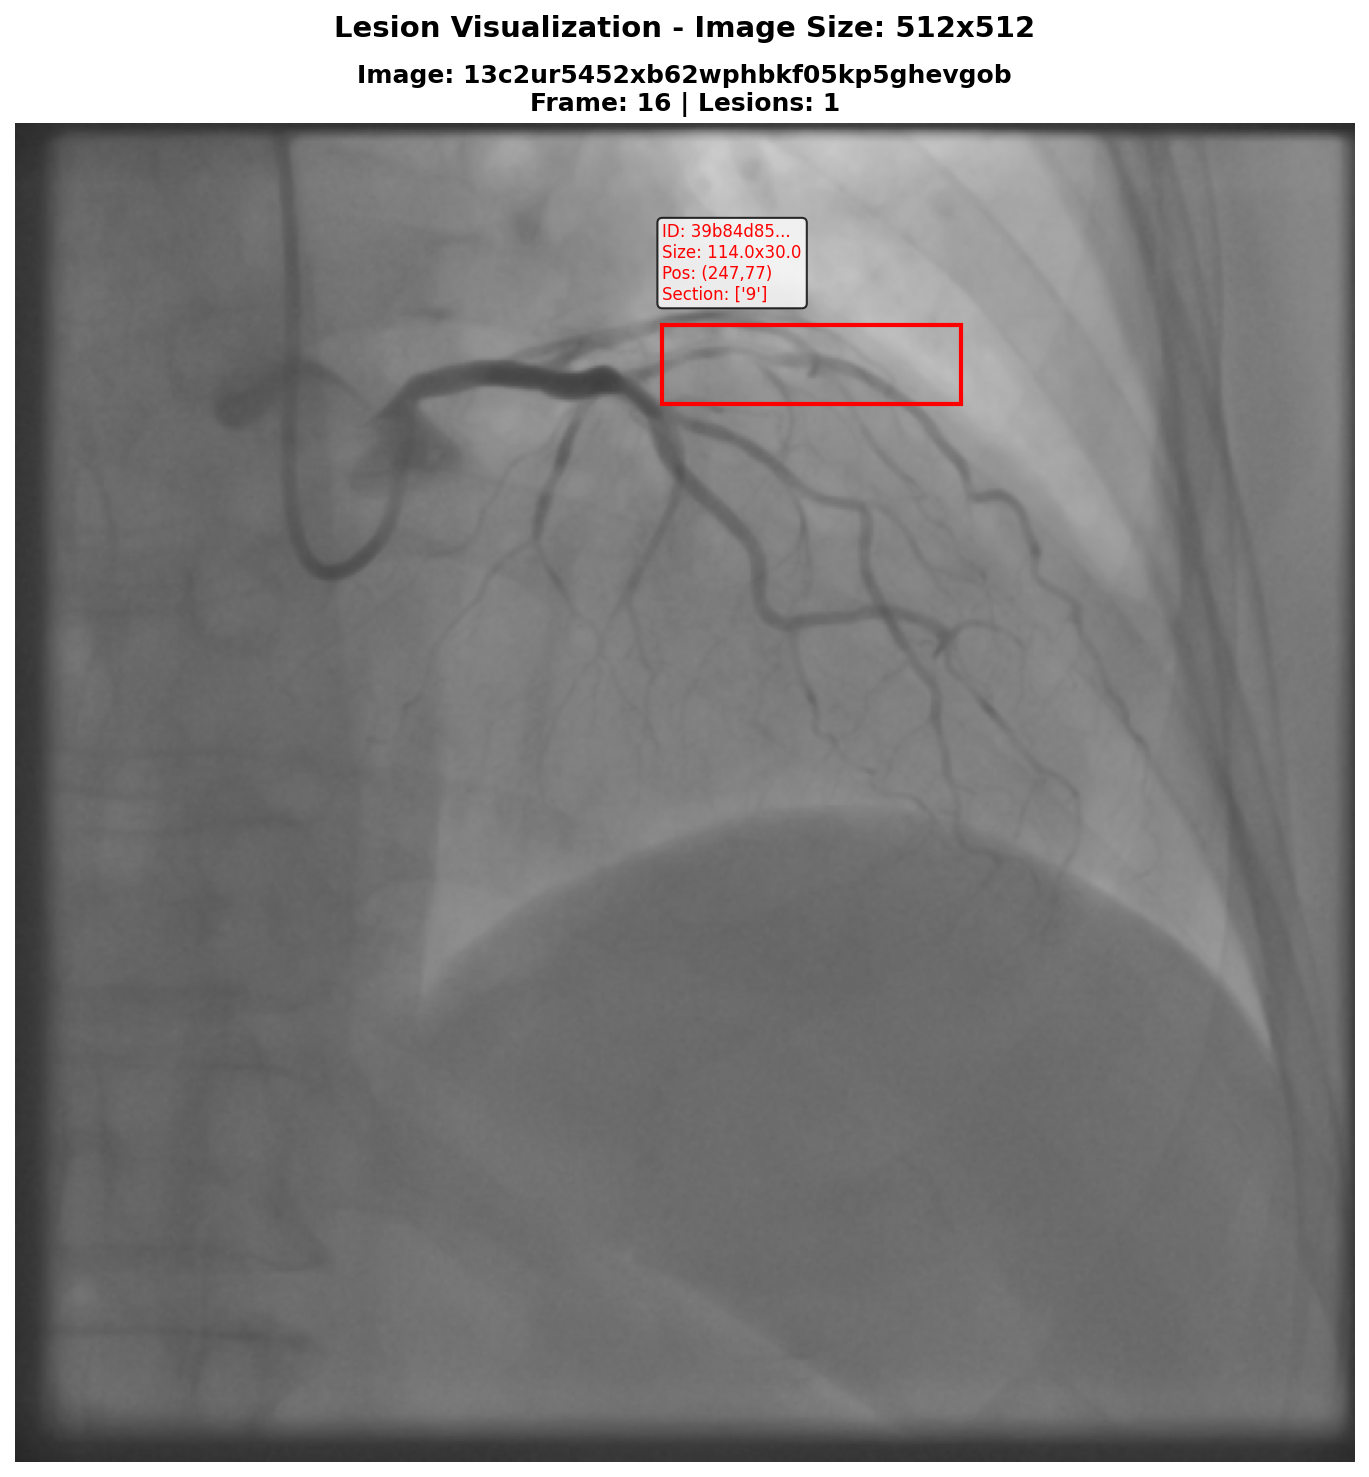 Lesion Visualization - Image Size: 512x512
Image: 13c2ur5452xb62wphbkf05kp5ghevgob
Frame: 16 | Lesions: 1
ID: 39b84d85...
Size: 114.0x30.0
Pos: (247,77)
Section: ['9']